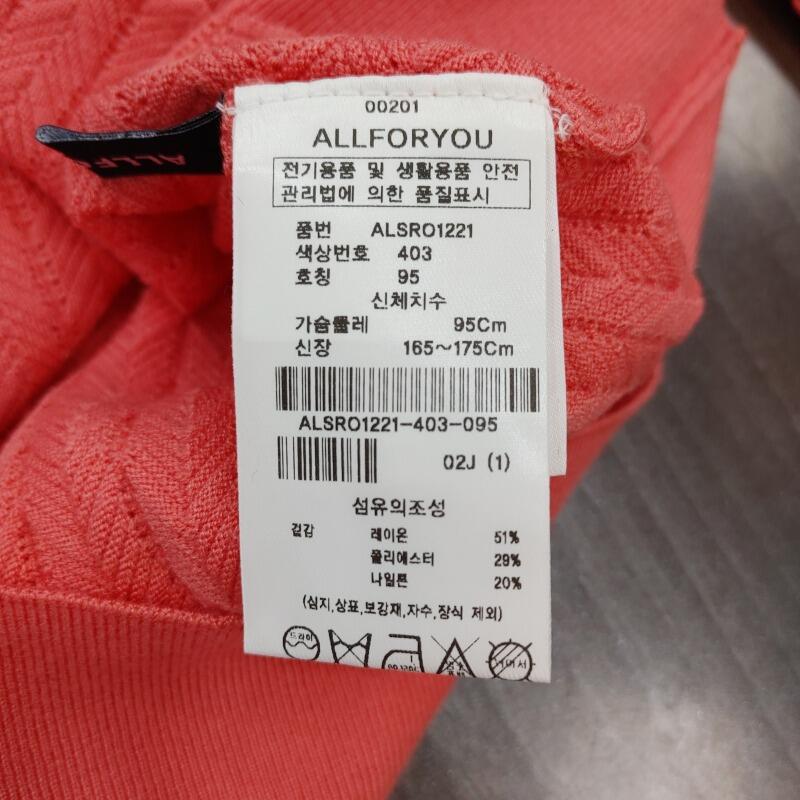 00201
ALLFORYOU
전기용품 및 생활용품 안전
관리법에 의한 품질표시
품번 ALSRO1221
색상번호 403
호칭 95
신체치수
가슴둘레 95Cm
신장 165~175Cm
ALSRO1221-403-095
02J (1)
섬유의조성
겉감 레이온 51%
폴리에스터 29%
나일론 20%
(심지,상표,보강재,자수,장식 제외)
드라이